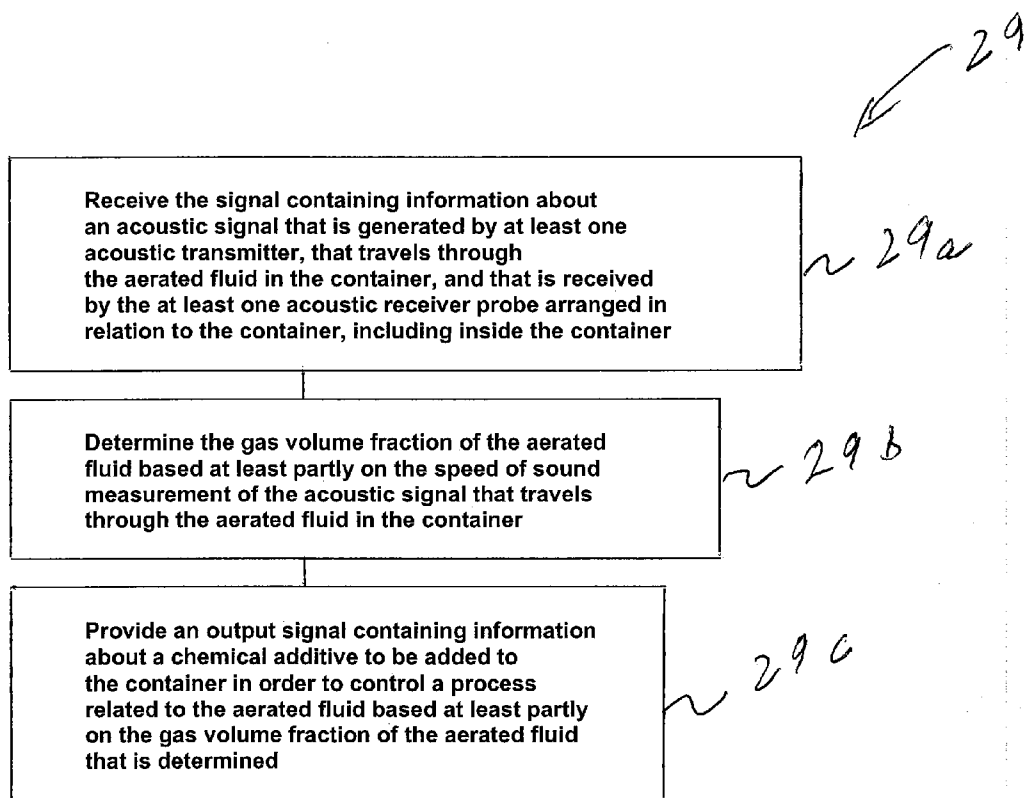 29
Receive the signal containing information about
an acoustic signal that is generated by at least one
acoustic transmitter, that travels through
the aerated fluid in the container, and that is received
by the at least one acoustic receiver probe arranged in
relation to the container, including inside the container
29a
Determine the gas volume fraction of the aerated
fluid based at least partly on the speed of sound
measurement of the acoustic signal that travels
through the aerated fluid in the container
29b
Provide an output signal containing information
about a chemical additive to be added to
the container in order to control a process
related to the aerated fluid based at least partly
on the gas volume fraction of the aerated fluid
that is determined
29c